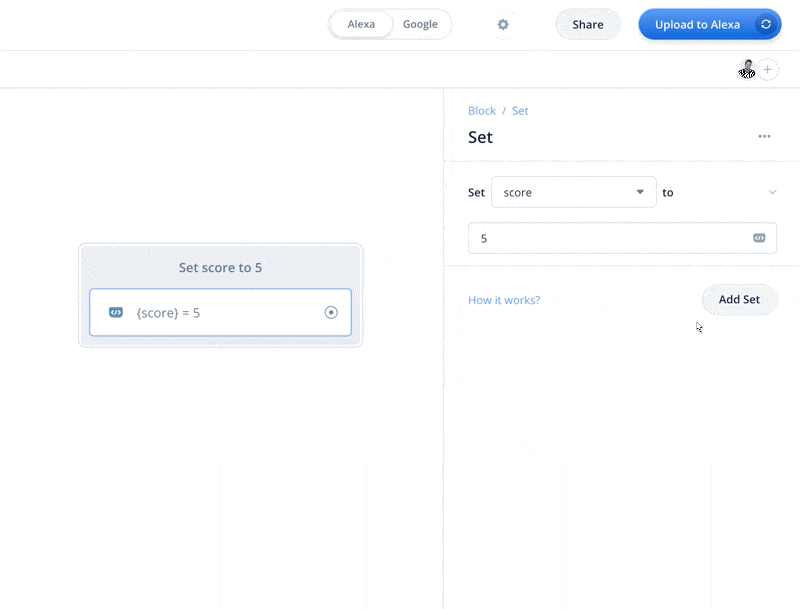 Alexa Google Share Upload to Alexa
Block / Set
Set
Set score to
5
Set score to 5
{score} = 5
How it works? Add Set